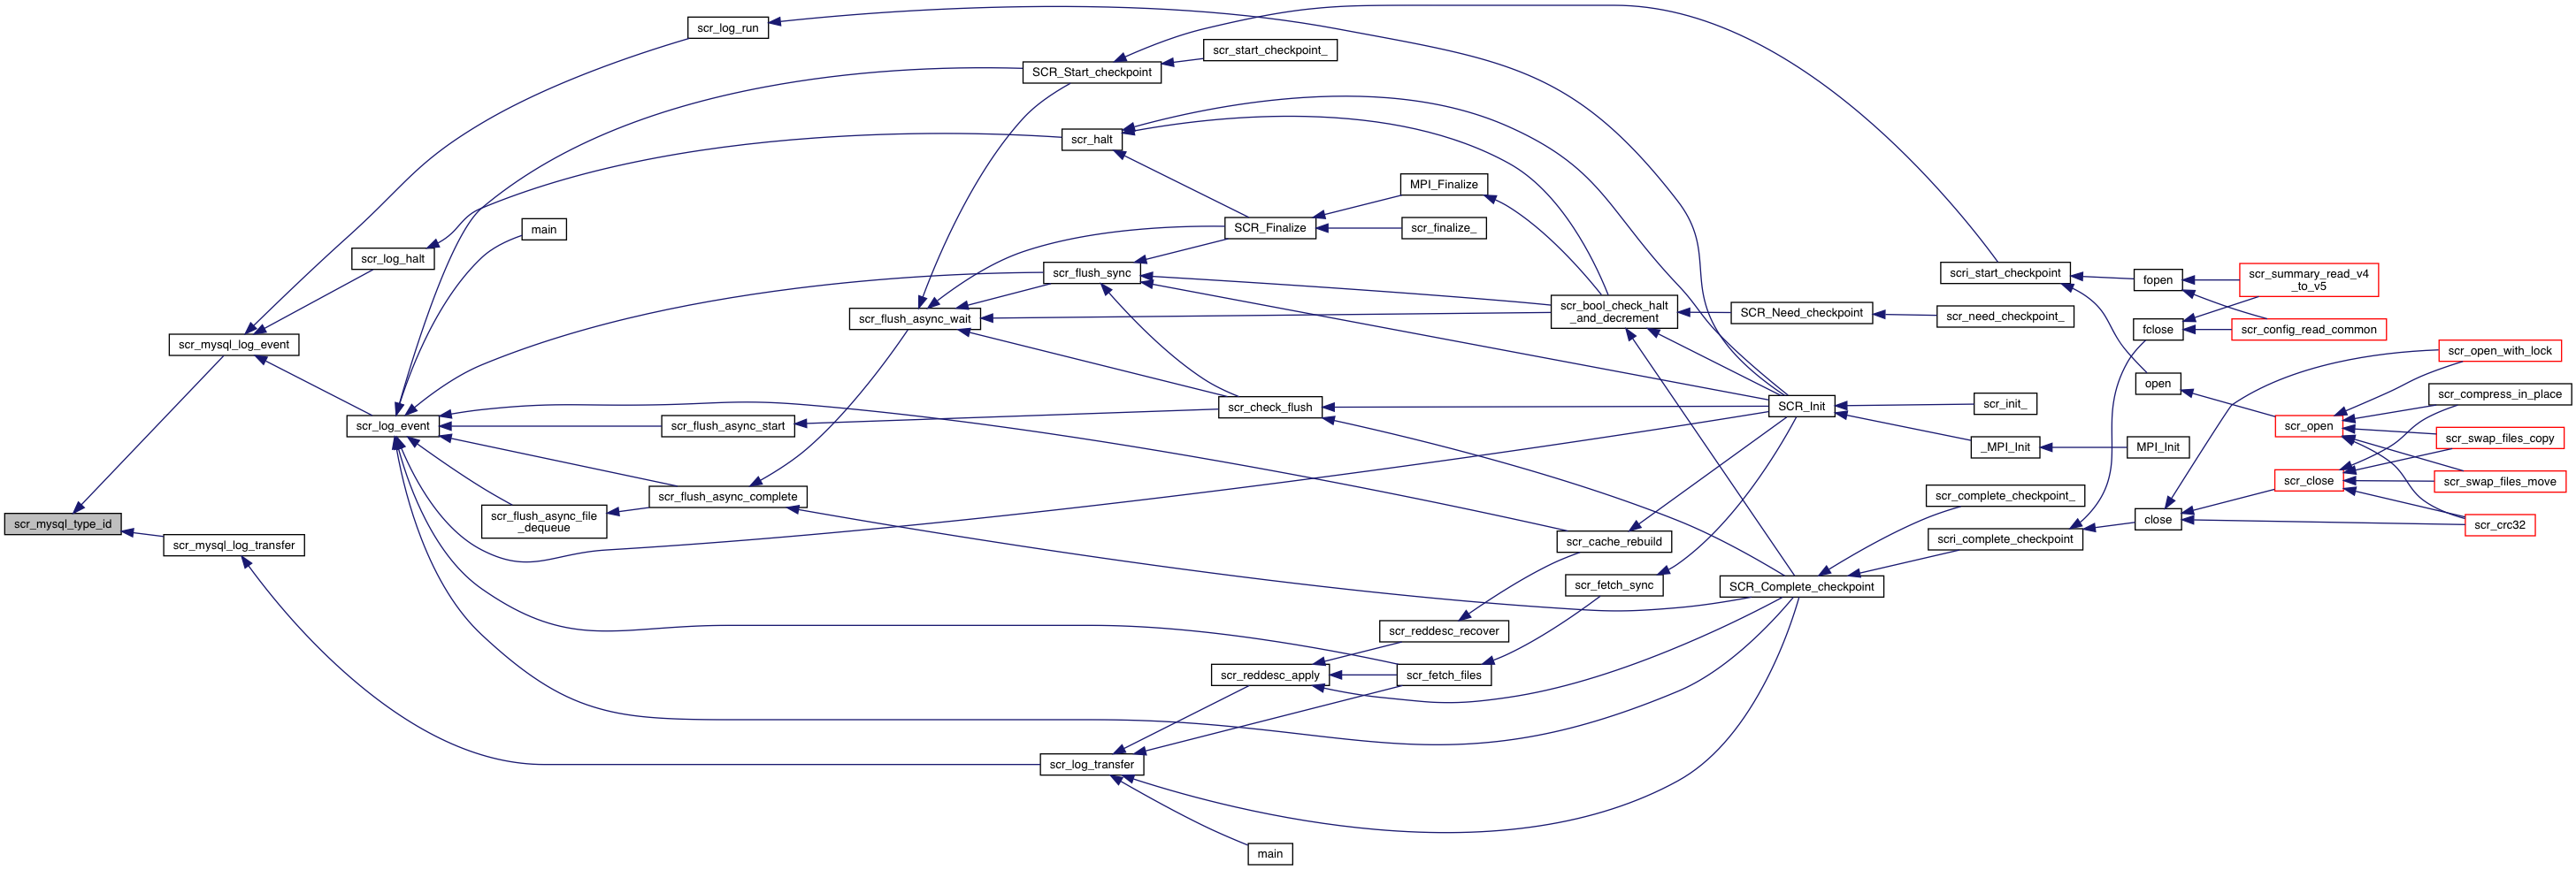 scr_mysql_type_id
scr_mysql_log_event
scr_mysql_log_transfer
scr_log_run
scr_log_halt
scr_log_event
main
scr_flush_async_start
scr_flush_async_complete
scr_flush_async_file
_dequeue
scr_flush_async_wait
SCR_Start_checkpoint
scr_start_checkpoint_
scr_halt
MPI_Finalize
SCR_Finalize
scr_finalize_
scr_flush_sync
scr_check_flush
scr_bool_check_halt
_and_decrement
SCR_Need_checkpoint
scr_need_checkpoint_
SCR_Init
scr_init_
_MPI_Init
MPI_Init
scr_cache_rebuild
scr_fetch_sync
scr_reddesc_recover
scr_reddesc_apply
scr_fetch_files
scr_log_transfer
main
SCR_Complete_checkpoint
scr_complete_checkpoint_
scri_complete_checkpoint
scri_start_checkpoint
fopen
fclose
open
close
scr_summary_read_v4
_to_v5
scr_config_read_common
scr_open
scr_close
scr_open_with_lock
scr_compress_in_place
scr_swap_files_copy
scr_swap_files_move
scr_crc32